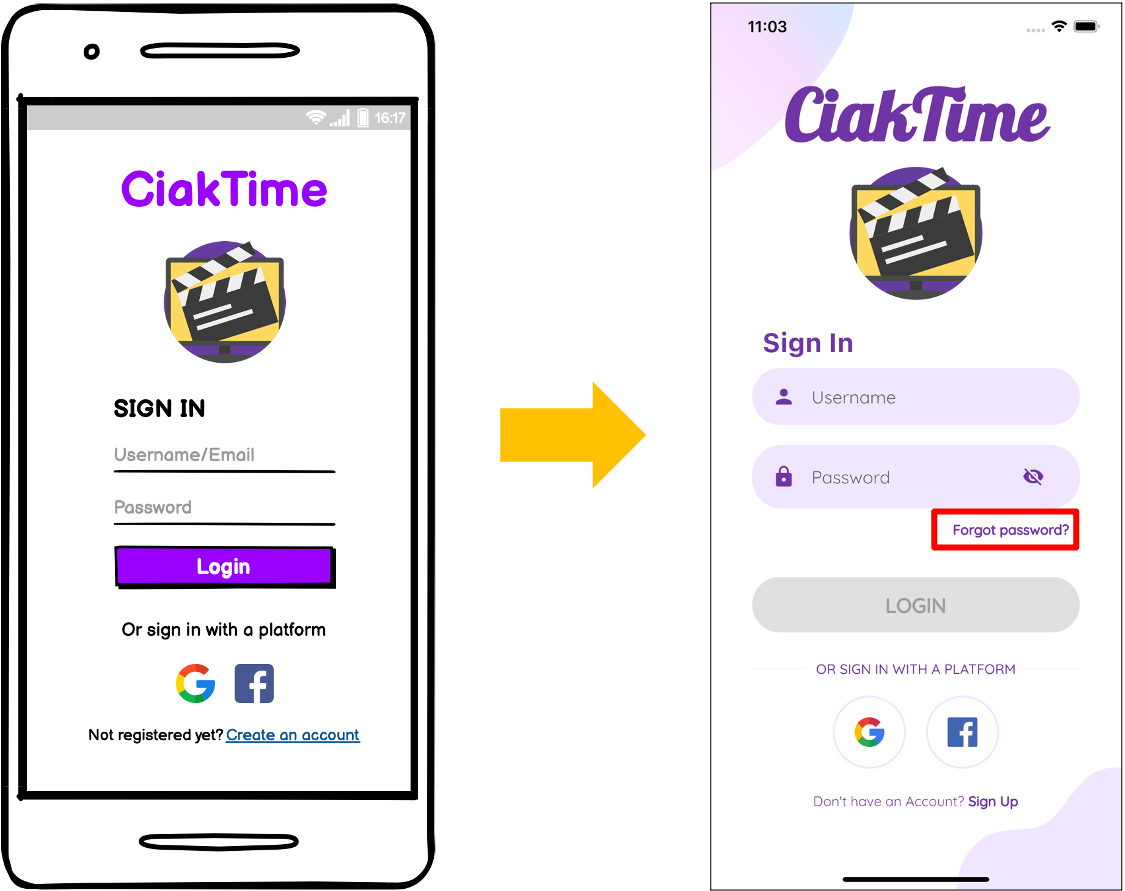 16:17
CiakTime
SIGN IN
Username/Email
Password
Login
Or sign in with a platform
Not registered yet? Create an account
11:03
CiakTime
Sign In
Username
Password
Forgot password?
LOGIN
OR SIGN IN WITH A PLATFORM
Don't have an Account? Sign Up